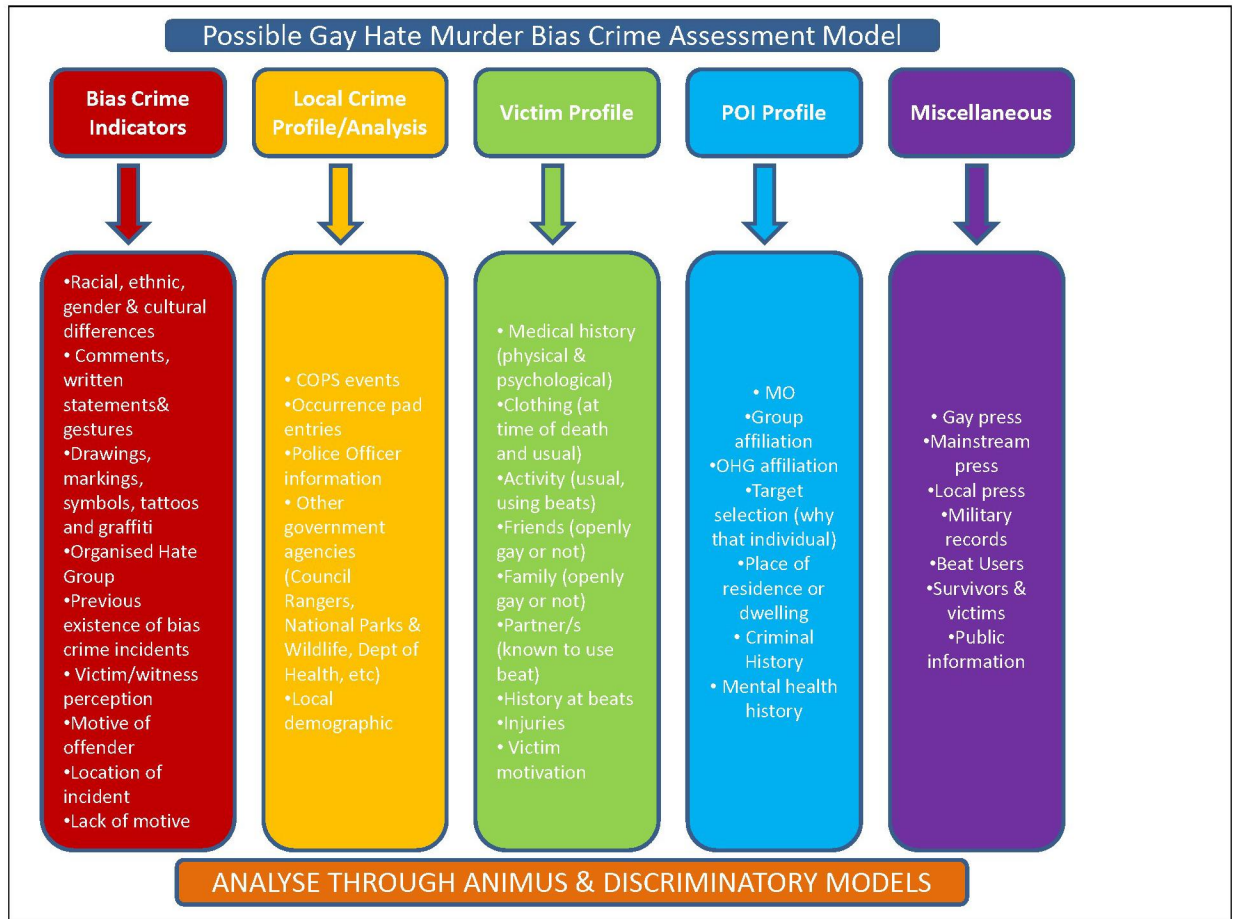 Possible Gay Hate Murder Bias Crime Assessment Model
Bias Crime
Indicators
Local Crime
Profile/Analysis
Victim Profile
POI Profile
Miscellaneous
•Racial, ethnic,
gender & cultural
differences
• Comments,
written
statements&
gestures
•Drawings,
markings,
symbols, tattoos
and graffiti
•Organised Hate
Group
•Previous
existence of bias
crime incidents
• Victim/witness
perception
•Motive of
offender
•Location of
incident
•Lack of motive
• COPS events
•Occurrence pad
entries
•Police Officer
information
• Other
government
agencies
(Council
Rangers,
National Parks &
Wildlife, Dept of
Health, etc)
•Local
demographic
• Medical history
(physical &
psychological)
•Clothing (at
time of death
and usual)
•Activity (usual,
using beats)
•Friends (openly
gay or not)
•Family (openly
gay or not)
•Partner/s
(known to use
beat)
•History at beats
•Injuries
• Victim
motivation
• MO
•Group
affiliation
•OHG affiliation
•Target
selection (why
that individual)
•Place of
residence or
dwelling
• Criminal
History
• Mental health
history
• Gay press
•Mainstream
press
•Local press
•Military
records
•Beat Users
•Survivors &
victims
•Public
information
ANALYSE THROUGH ANIMUS & DISCRIMINATORY MODELS